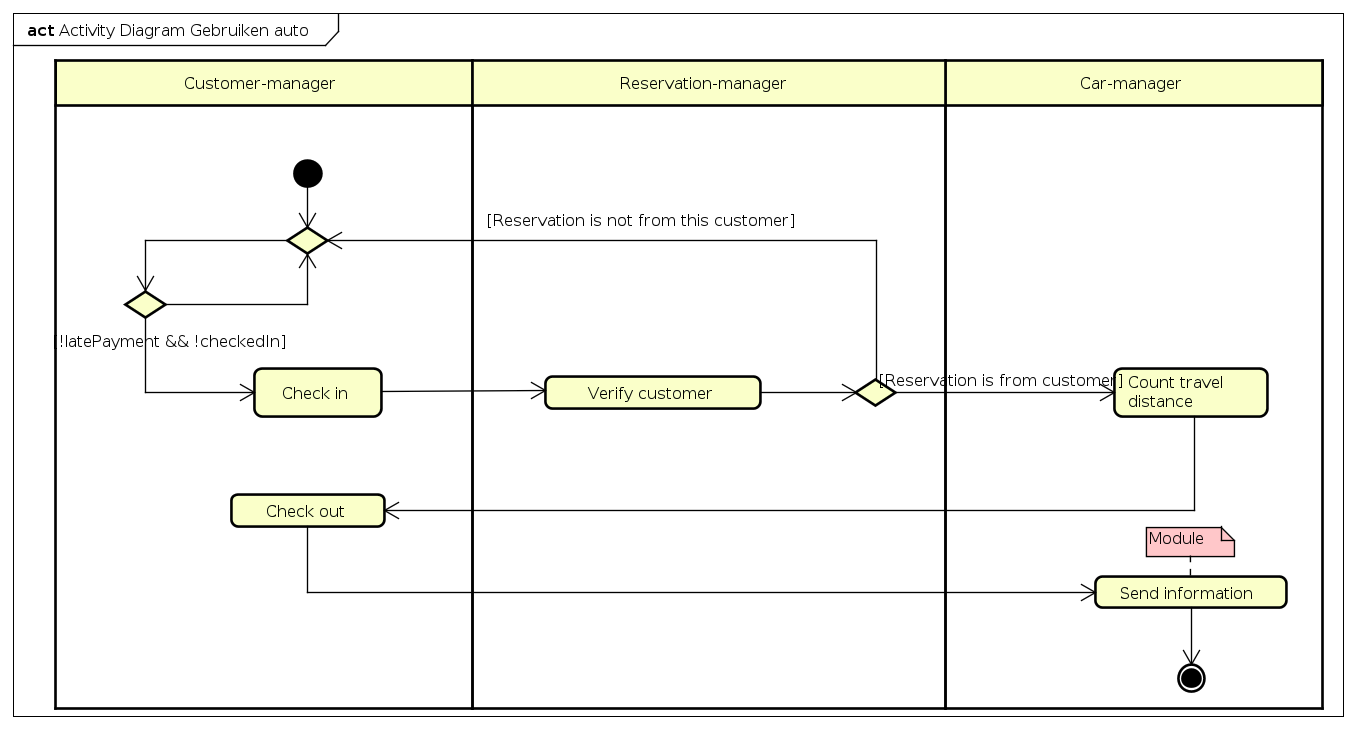 act Activity Diagram Gebruiken auto
Customer-manager
Reservation-manager
Car-manager
[Reservation is not from this customer]
[!latePayment && !checkedIn]
Check in
Verify customer
[Reservation is from customer]
Count travel
distance
Check out
Module
Send information